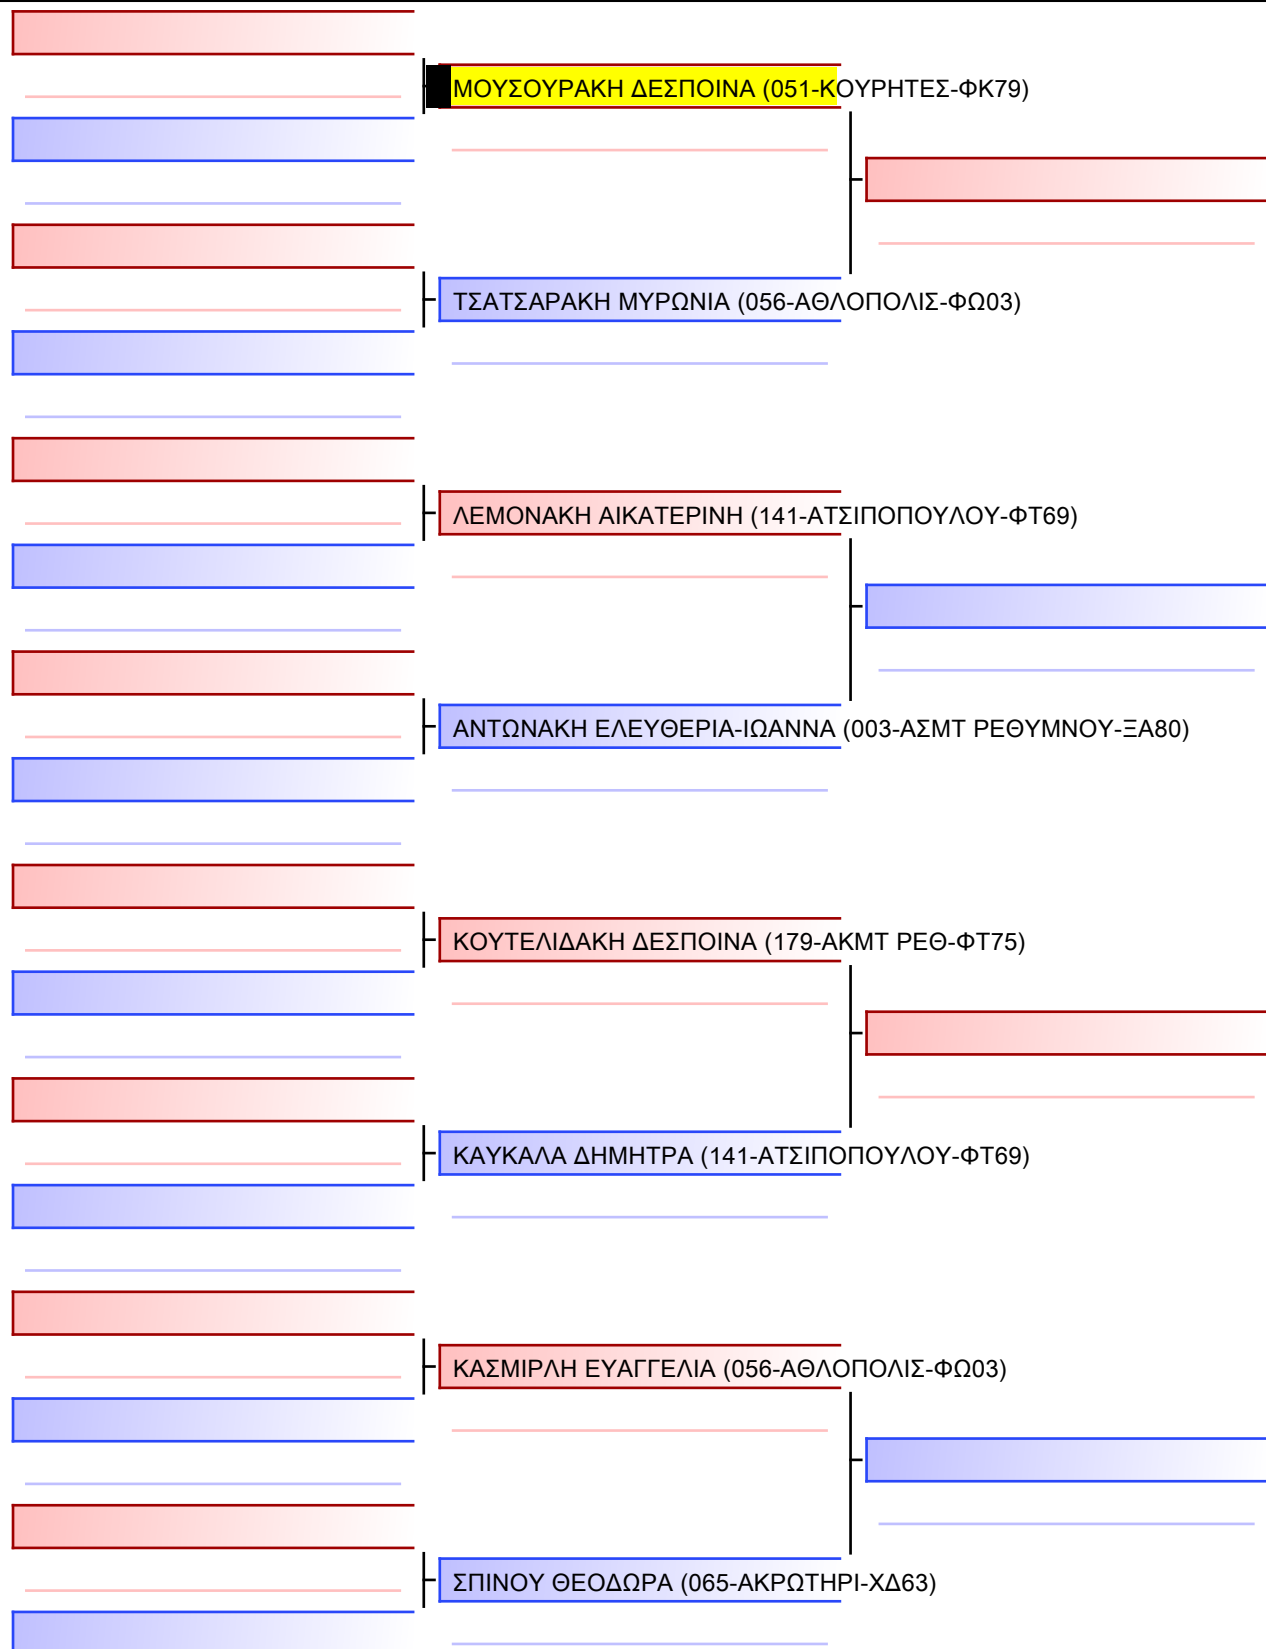 ΜΟΥΣΟΥΡΑΚΗ ΔΕΣΠΟΙΝΑ (051-ΚΟΥΡΗΤΕΣ-ΦΚ79)
ΤΣΑΤΣΑΡΑΚΗ ΜΥΡΩΝΙΑ (056-ΑΘΛΟΠΟΛΙΣ-ΦΩ03)
ΛΕΜΟΝΑΚΗ ΑΙΚΑΤΕΡΙΝΗ (141-ΑΤΣΙΠΟΠΟΥΛΟΥ-ΦΤ69)
ΑΝΤΩΝΑΚΗ ΕΛΕΥΘΕΡΙΑ-ΙΩΑΝΝΑ (003-ΑΣΜΤ ΡΕΘΥΜΝΟΥ-ΞΑ80)
ΚΟΥΤΕΛΙΔΑΚΗ ΔΕΣΠΟΙΝΑ (179-ΑΚΜΤ ΡΕΘ-ΦΤ75)
ΚΑΥΚΑΛΑ ΔΗΜΗΤΡΑ (141-ΑΤΣΙΠΟΠΟΥΛΟΥ-ΦΤ69)
ΚΑΣΜΙΡΛΗ ΕΥΑΓΓΕΛΙΑ (056-ΑΘΛΟΠΟΛΙΣ-ΦΩ03)
ΣΠΙΝΟΥ ΘΕΟΔΩΡΑ (065-ΑΚΡΩΤΗΡΙ-ΧΔ63)